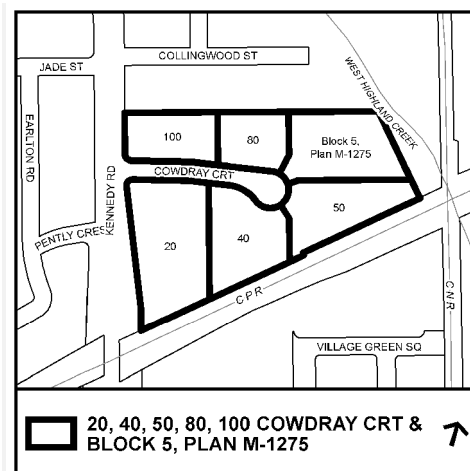 COLLINGWOOD ST
JADE ST
WEST HIGHLAND CREEK
EARLTON RD
KENNEDY RD
100
80
Block 5,
Plan M-1275
COWDRAY CRT
50
PENTLY CRES
20
40
CPR
CNR
VILLAGE GREEN SQ
20, 40, 50, 80, 100 COWDRAY CRT &
BLOCK 5, PLAN M-1275